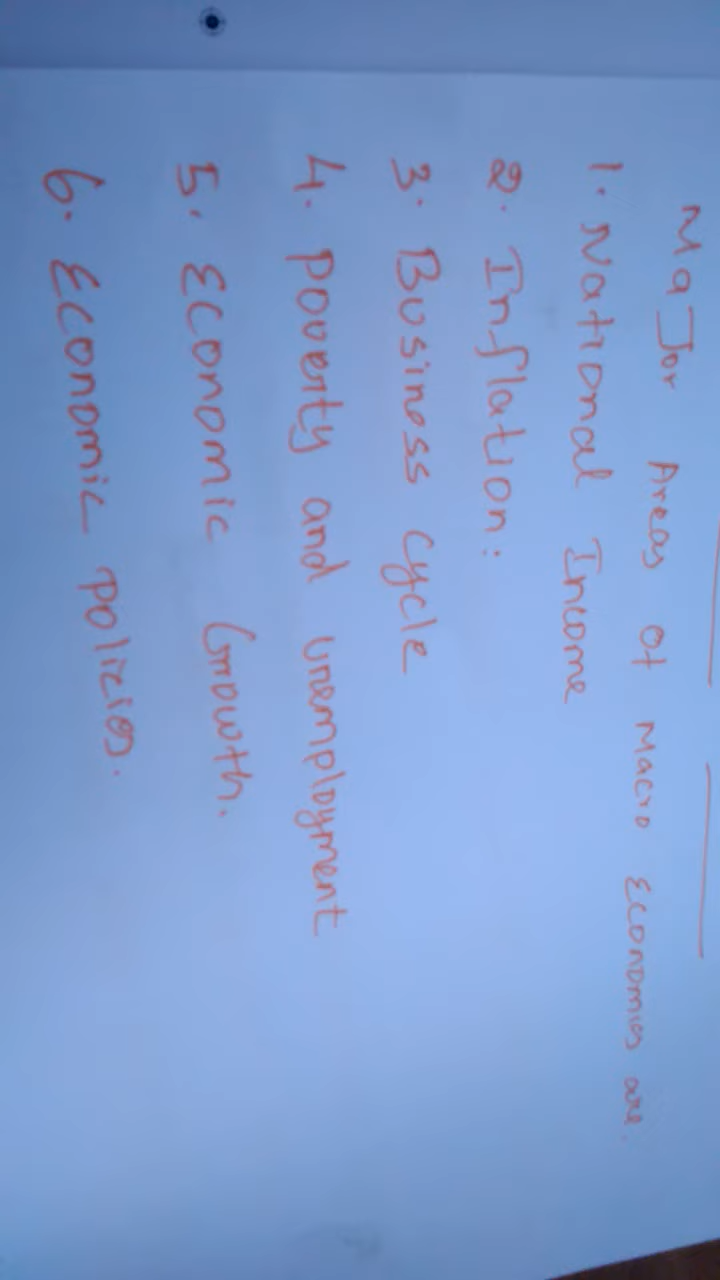 Major Areas of Macro Economics are.
1. National Income
2. Inflation:
3. Business cycle
4. Poverty and unemployment
5. Economic Growth.
6. Economic policies.